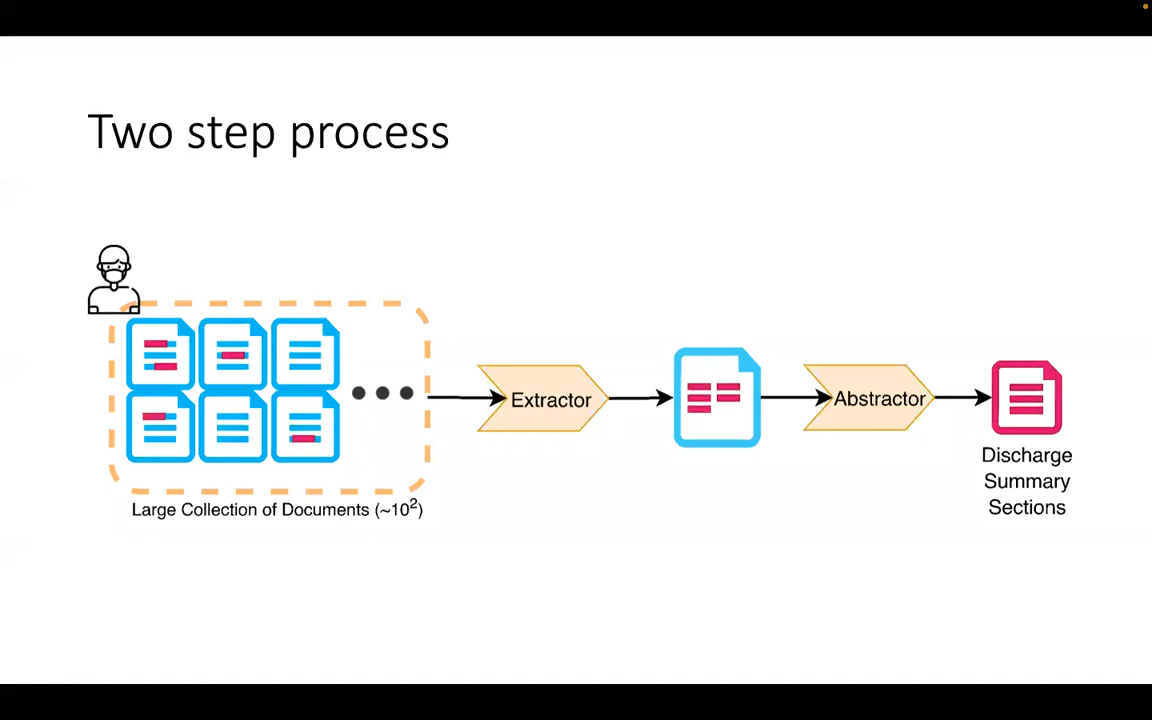 Two step process
Extractor
Abstractor
Discharge
Summary
Sections
Large Collection of Documents (~10²)